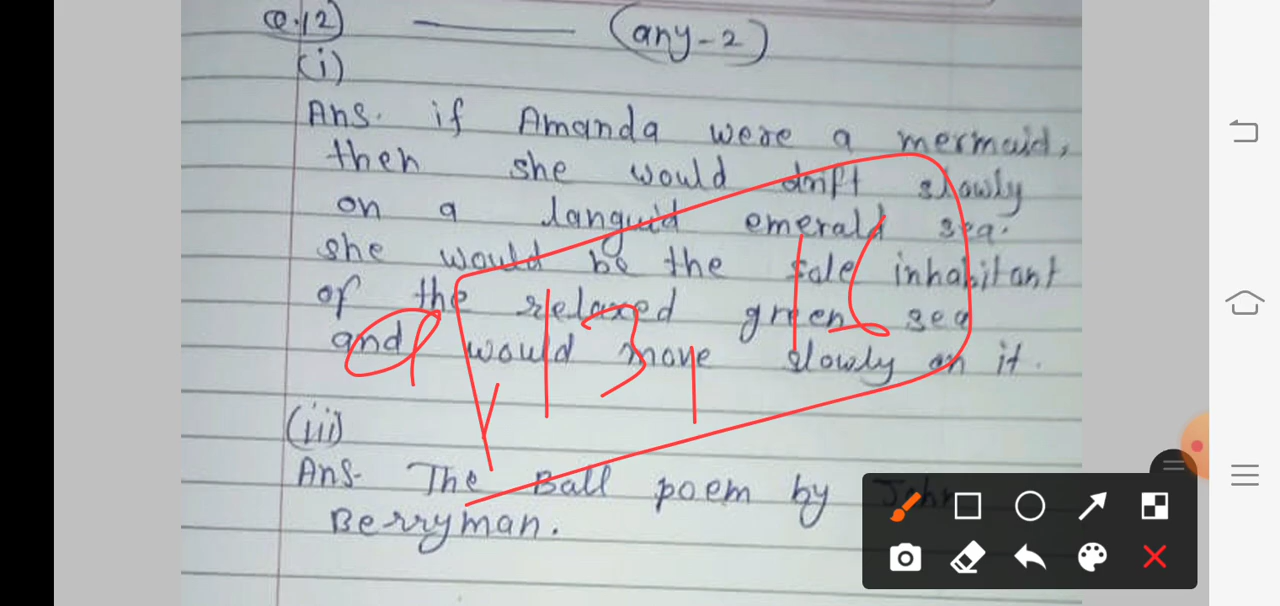 Q.12) (any-2)
(i)
Ans. if Amanda were a mermaid,
then she would drift slowly
on a languid emerald sea.
she would be the sole inhabitant
of the relaxed green sea
and would move slowly on it.
(iii)
Ans- The Ball poem by John
Berryman.